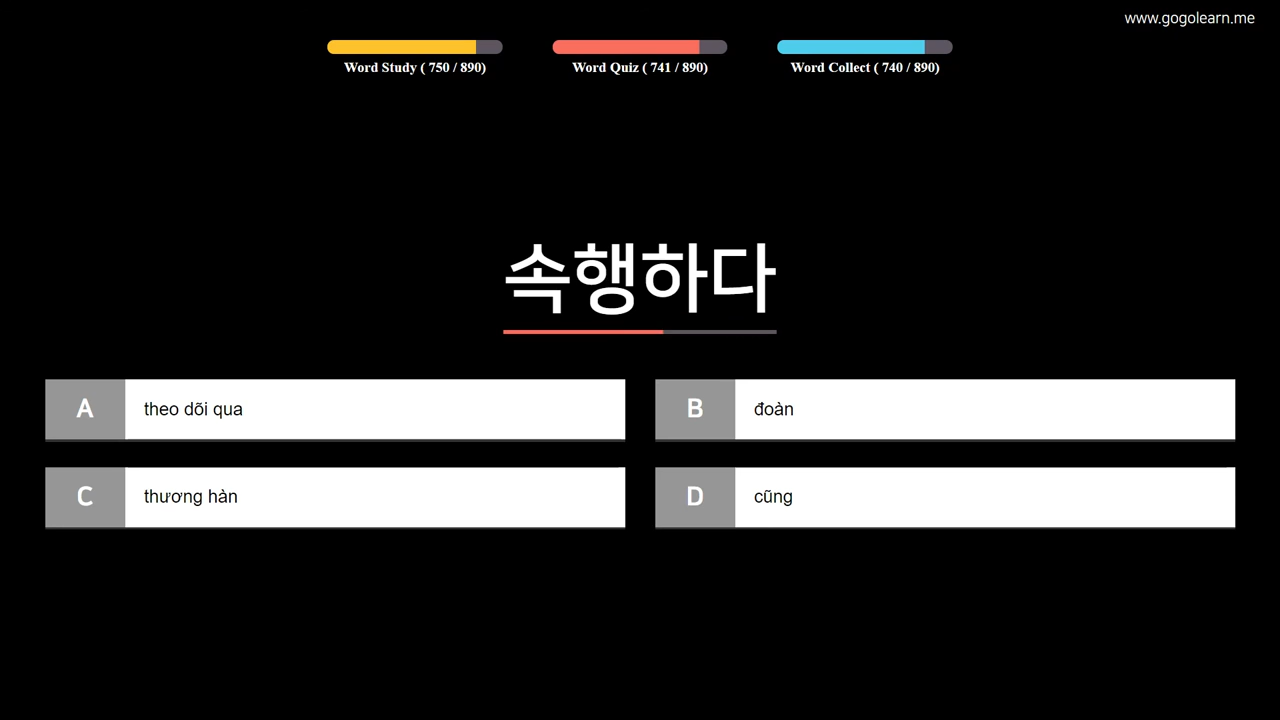 www.gogolearn.me
Word Study ( 750 / 890)
Word Quiz ( 741 / 890)
Word Collect ( 740 / 890)
속행하다
A theo dõi qua
B đoàn
C thương hàn
D cũng